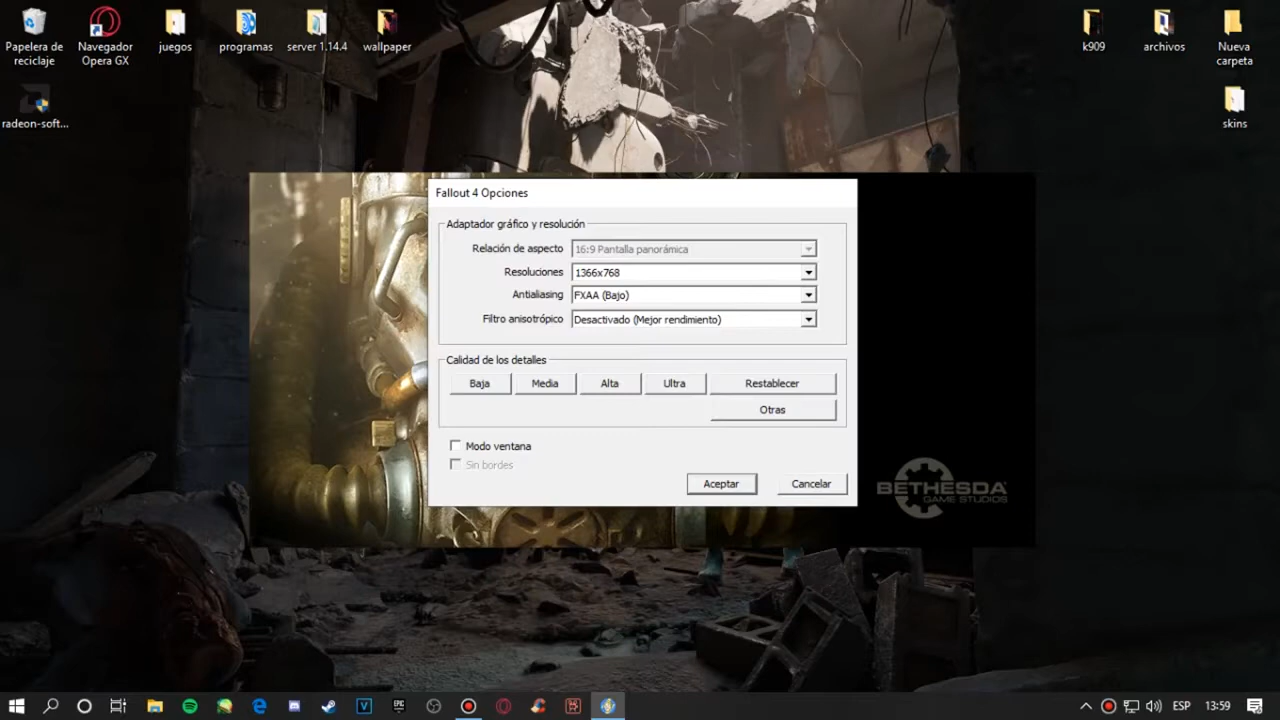 Papelera de
reciclaje
Navegador
Opera GX
juegos
programas
server 1.14.4
wallpaper
k909
archivos
Nueva
carpeta
radeon-soft...
skins
Fallout 4 Opciones
Adaptador gráfico y resolución
Relación de aspecto
16:9 Pantalla panorámica
Resoluciones
1366x768
Antialiasing
FXAA (Bajo)
Filtro anisotrópico
Desactivado (Mejor rendimiento)
Calidad de los detalles
Baja
Media
Alta
Ultra
Restablecer
Otras
Modo ventana
Sin bordes
Aceptar
Cancelar
BETHESDA
GAME STUDIOS
EPIC
ESP
13:59